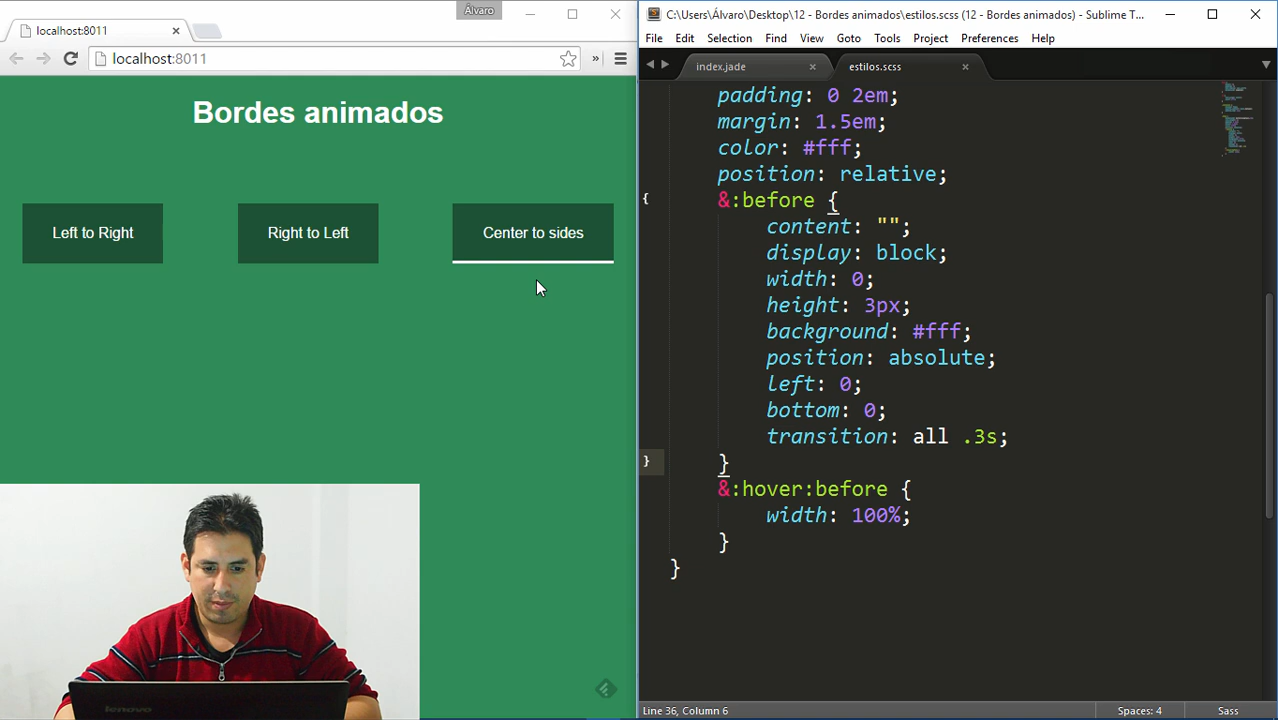 Álvaro
localhost:8011
localhost:8011
Bordes animados
Left to Right
Right to Left
Center to sides
C:\Users\Álvaro\Desktop\12 - Bordes animados\estilos.scss (12 - Bordes animados) - Sublime T...
File Edit Selection Find View Goto Tools Project Preferences Help
index.jade
estilos.scss
padding: 0 2em;
margin: 1.5em;
color: #fff;
position: relative;
&:before {
content: "";
display: block;
width: 0;
height: 3px;
background: #fff;
position: absolute;
left: 0;
bottom: 0;
transition: all .3s;
}
&:hover:before {
width: 100%;
}
}
Line 36, Column 6
Spaces: 4
Sass
lenovo